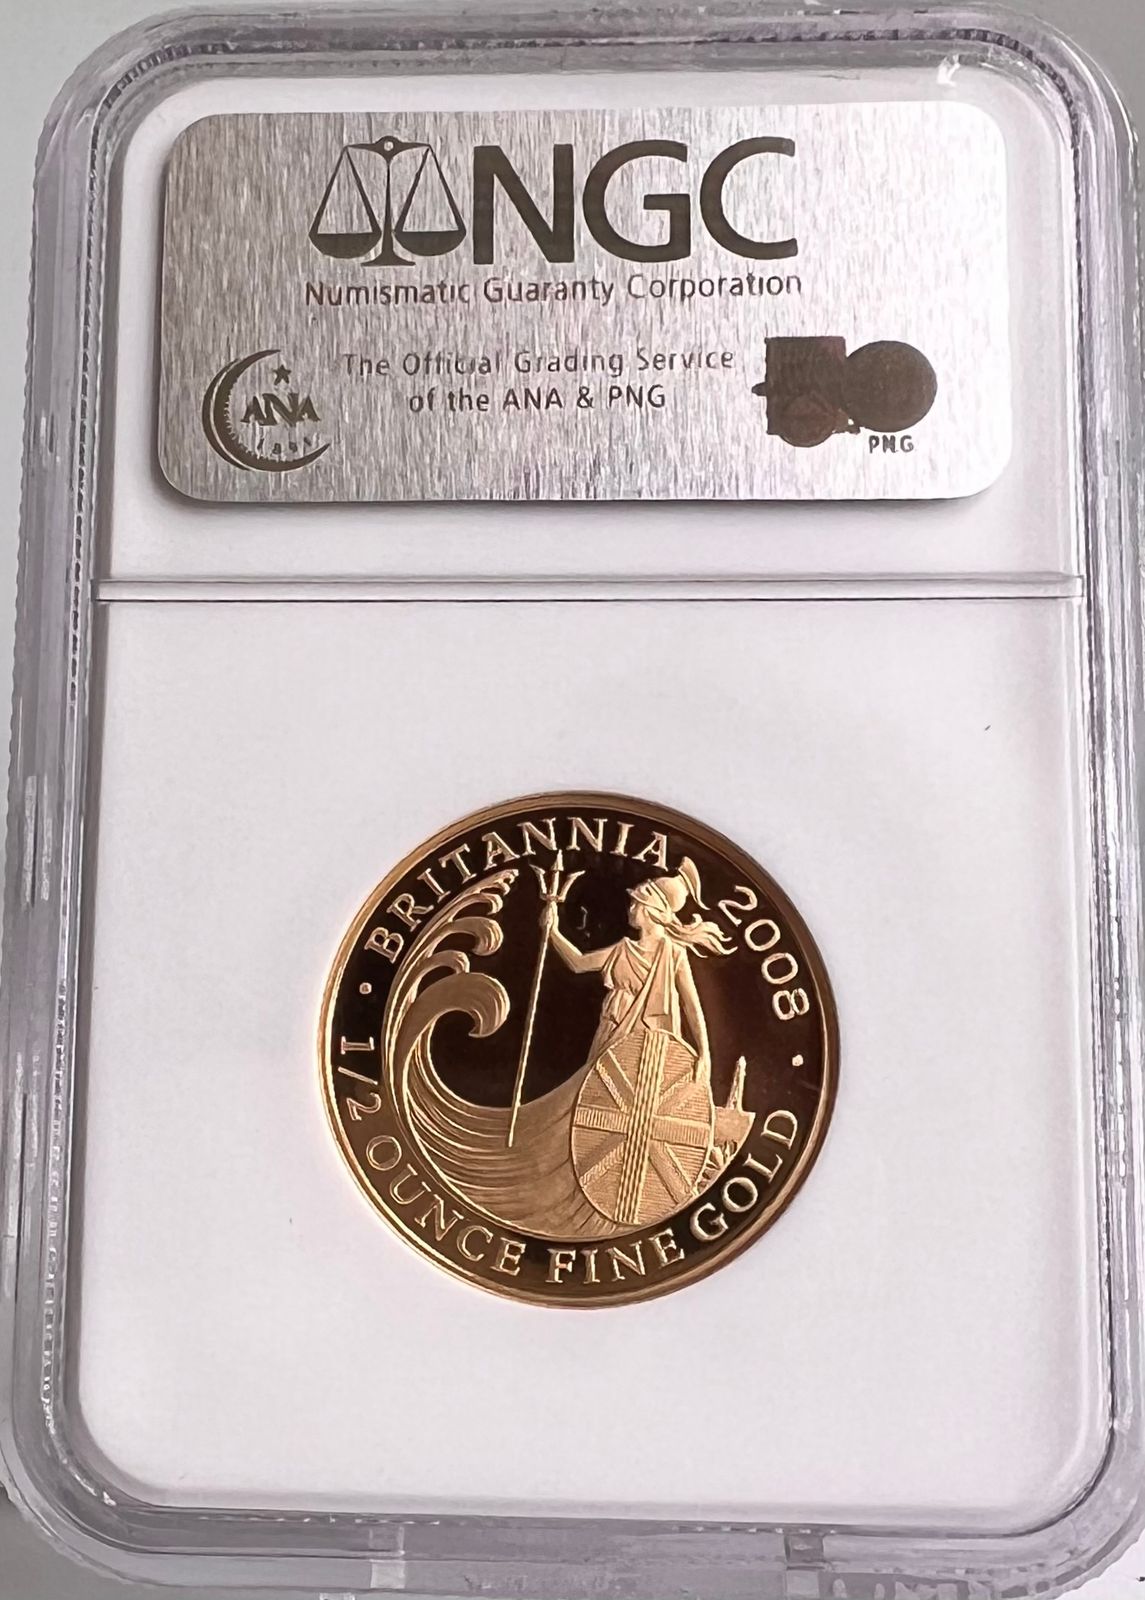 NGC
Numismatic Guaranty Corporation
The Official Grading Service
of the ANA & PNG
ANA
1891
PNG
BRITANNIA 2008
1/2 OUNCE FINE GOLD